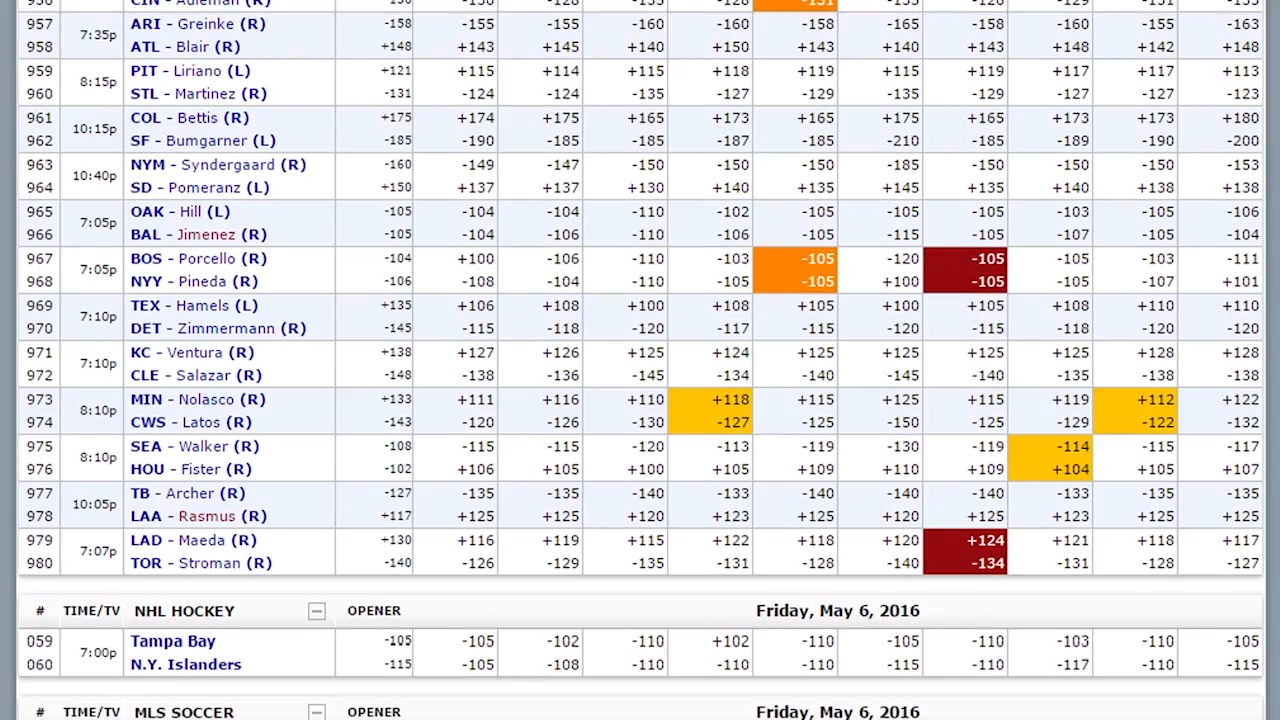 956 CIN – Adleman (R) -130 -128 -131 -135 -128 -129 -131 -135
957 ARI – Greinke (R) -158 -155 -155 -160 -160 -158 -165 -158 -160 -155 -163
7:35p
958 ATL – Blair (R) +148 +143 +145 +140 +150 +143 +140 +143 +148 +142 +148
959 PIT – Liriano (L) +121 +115 +114 +115 +118 +119 +115 +119 +117 +117 +113
8:15p
960 STL – Martinez (R) -131 -124 -124 -135 -127 -129 -135 -129 -127 -127 -123
961 COL – Bettis (R) +175 +174 +175 +165 +173 +165 +175 +165 +173 +173 +180
10:15p
962 SF – Bumgarner (L) -185 -190 -185 -185 -187 -185 -210 -185 -189 -190 -200
963 NYM – Syndergaard (R) -160 -149 -147 -150 -150 -150 -185 -150 -150 -150 -153
10:40p
964 SD – Pomeranz (L) +150 +137 +137 +130 +140 +135 +145 +135 +140 +138 +138
965 OAK – Hill (L) -105 -104 -104 -110 -102 -105 -105 -105 -103 -105 -106
7:05p
966 BAL – Jimenez (R) -105 -104 -106 -110 -106 -105 -115 -105 -107 -105 -104
967 BOS – Porcello (R) -104 +100 -106 -110 -103 -105 -120 -105 -105 -103 -111
7:05p
968 NYY – Pineda (R) -106 -108 -104 -110 -105 -105 +100 -105 -105 -107 +101
969 TEX – Hamels (L) +135 +106 +108 +100 +108 +105 +100 +105 +108 +110 +110
7:10p
970 DET – Zimmermann (R) -145 -115 -118 -120 -117 -115 -120 -115 -118 -120 -120
971 KC – Ventura (R) +138 +127 +126 +125 +124 +125 +125 +125 +125 +128 +128
7:10p
972 CLE – Salazar (R) -148 -138 -136 -145 -134 -140 -145 -140 -135 -138 -138
973 MIN – Nolasco (R) +133 +111 +116 +110 +118 +115 +130 +115 +119 +112 +122
8:10p
974 CWS – Latos (R) -143 -120 -126 -130 -127 -125 -150 -125 -129 -122 -132
975 SEA – Walker (R) -108 -115 -115 -120 -113 -119 -130 -119 -114 -115 -117
8:10p
976 HOU – Fister (R) -102 +106 +105 +100 +105 +109 +110 +109 +104 +105 +107
977 TB – Archer (R) -127 -135 -135 -140 -133 -140 -140 -140 -133 -135 -135
10:05p
978 LAA – Rasmus (R) +117 +125 +125 +120 +123 +125 +120 +125 +123 +125 +125
979 LAD – Maeda (R) +130 +116 +119 +115 +122 +118 +120 +124 +121 +118 +117
7:07p
980 TOR – Stroman (R) -140 -126 -129 -135 -131 -128 -140 -134 -131 -128 -127
# TIME/TV NHL HOCKEY OPENER Friday, May 6, 2016
059 Tampa Bay -105 -105 -102 -110 +102 -110 -105 -110 -103 -110 -105
7:00p
060 N.Y. Islanders -115 -105 -108 -110 -110 -110 -115 -110 -117 -110 -115
# TIME/TV MLS SOCCER OPENER Friday, May 6, 2016